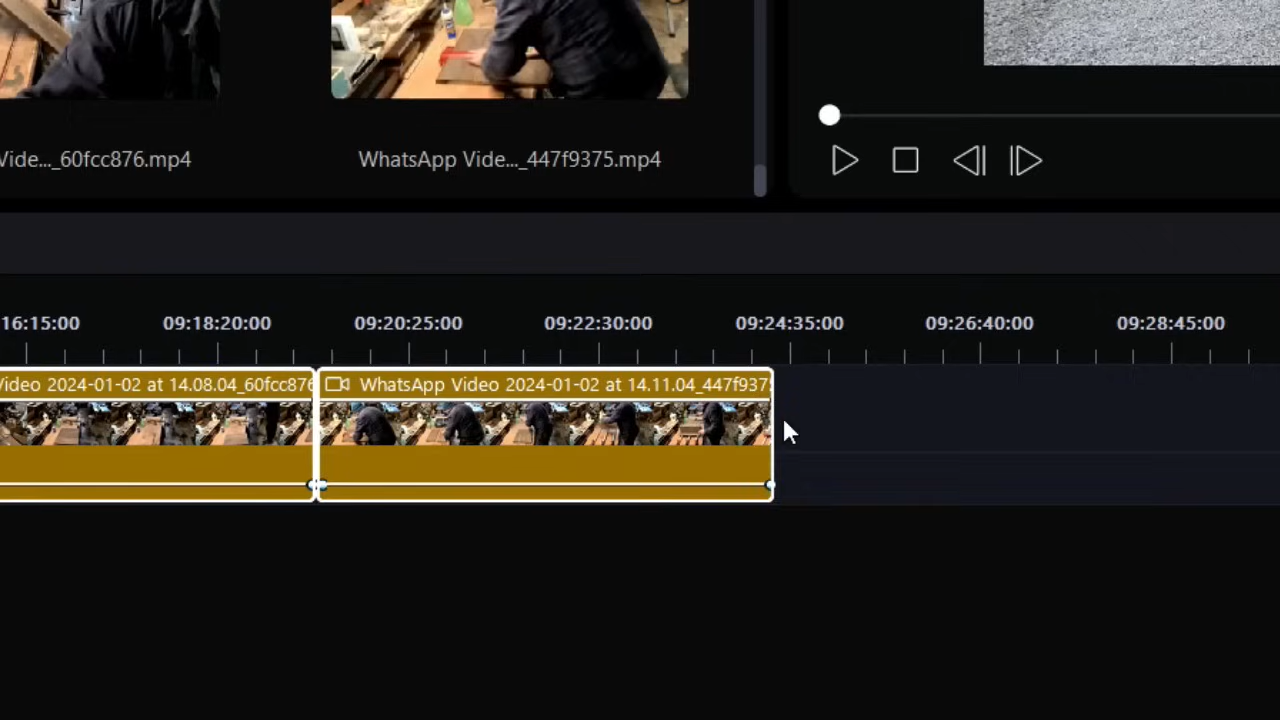 Vide..._60fcc876.mp4
WhatsApp Vide..._447f9375.mp4
16:15:00
09:18:20:00
09:20:25:00
09:22:30:00
09:24:35:00
09:26:40:00
09:28:45:00
Video 2024-01-02 at 14.08.04_60fcc876
WhatsApp Video 2024-01-02 at 14.11.04_447f9375